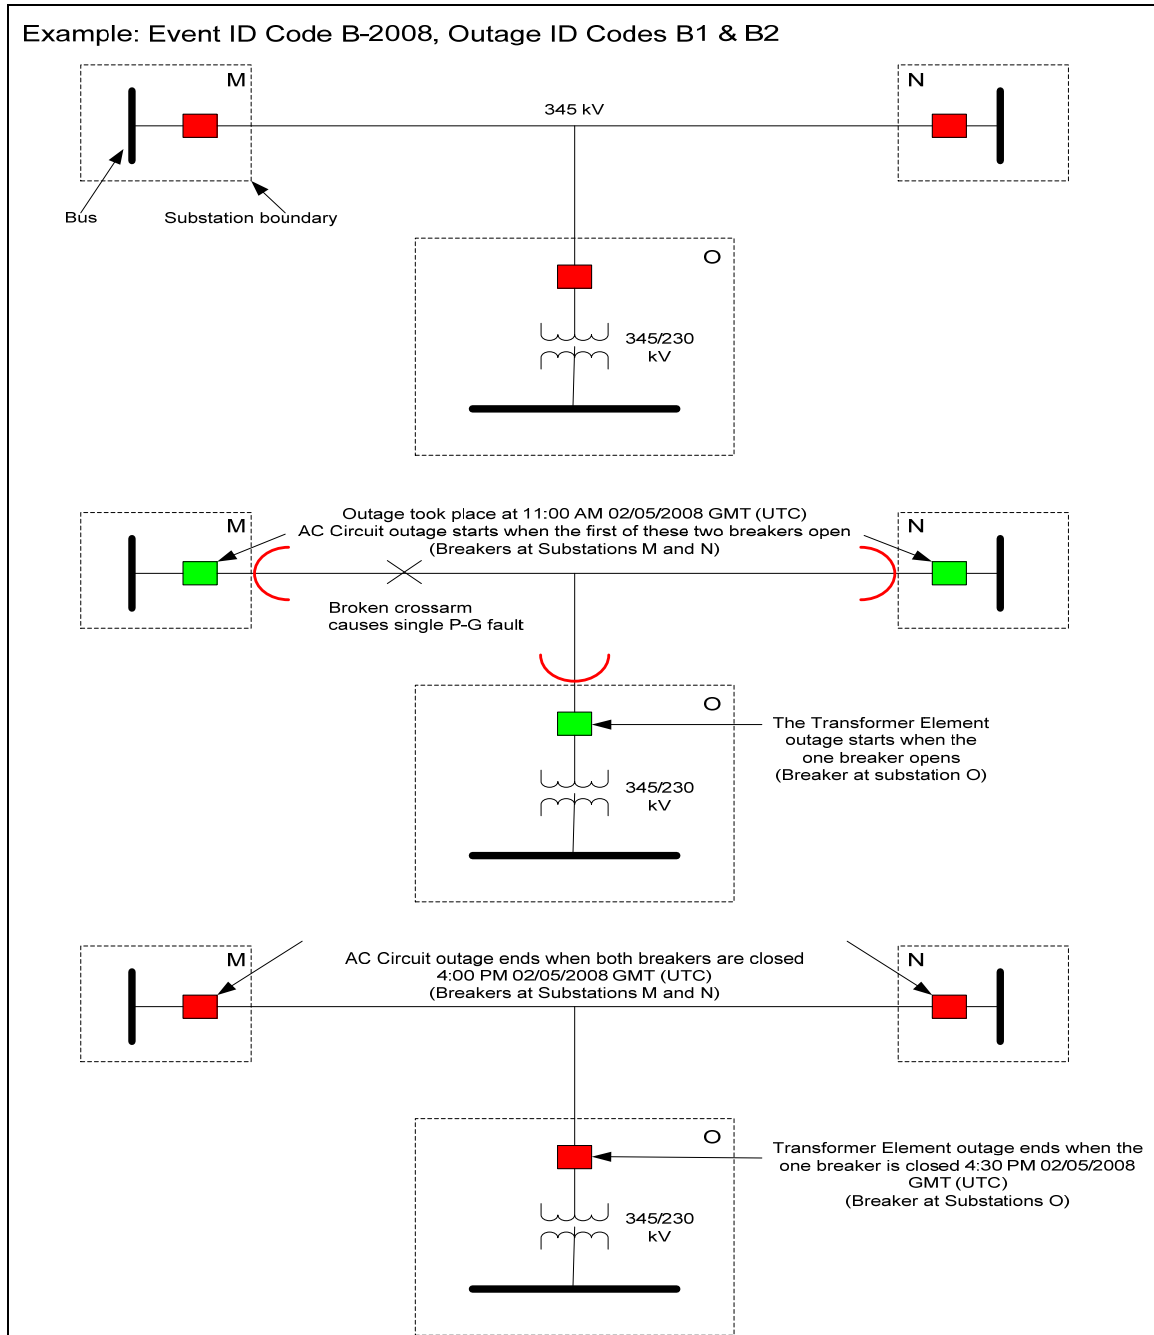 Example: Event ID Code B-2008, Outage ID Codes B1 & B2
M
N
345 kV
Bus
Substation boundary
O
345/230
kV
Outage took place at 11:00 AM 02/05/2008 GMT (UTC)
M
AC Circuit outage starts when the first of these two breakers open
N
(Breakers at Substations M and N)
Broken crossarm
causes single P-G fault
O
The Transformer Element
outage starts when the
one breaker opens
(Breaker at substation O)
345/230
kV
M
AC Circuit outage ends when both breakers are closed
N
4:00 PM 02/05/2008 GMT (UTC)
(Breakers at Substations M and N)
O
Transformer Element outage ends when the
one breaker is closed 4:30 PM 02/05/2008
GMT (UTC)
(Breaker at Substations O)
345/230
kV